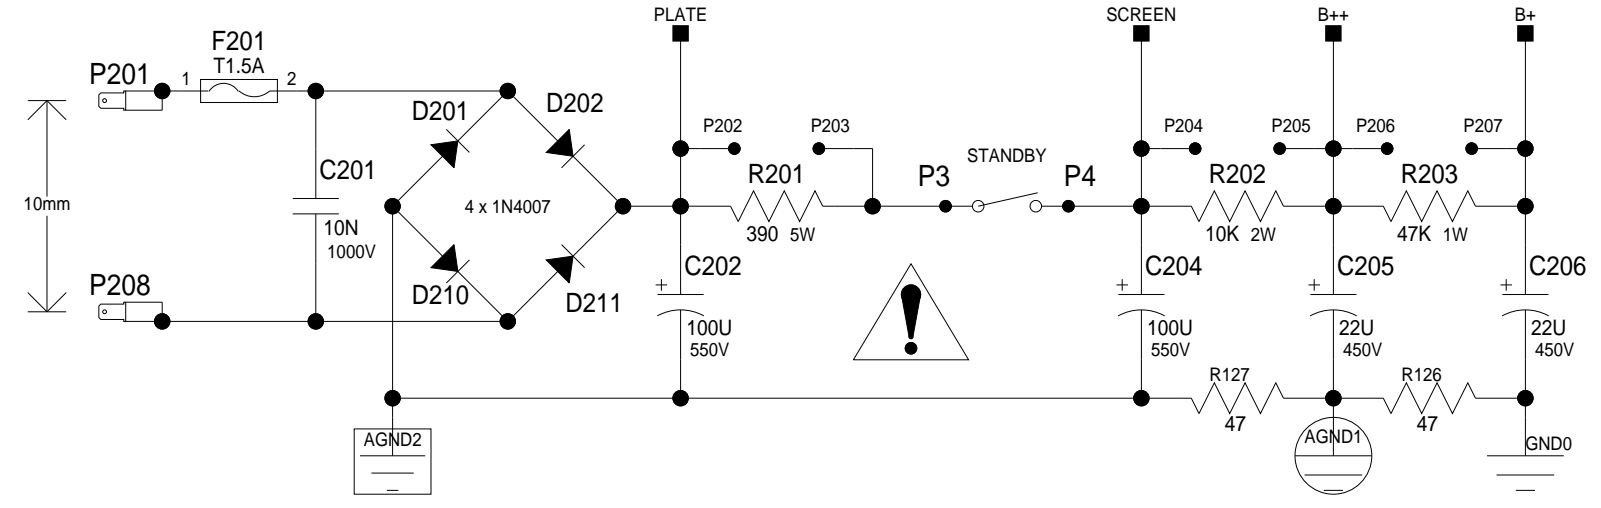 PLATE
SCREEN
B++
B+
F201
T1.5A
P201
1
2
D201
D202
P202
P203
P204
P205
P206
P207
STANDBY
C201
R201
P3
P4
R202
R203
10mm
4 x 1N4007
10N
1000V
390 5W
10K 2W
47K 1W
P208
D210
D211
C202
C204
C205
C206
+
+
+
+
100U
550V
100U
550V
22U
450V
22U
450V
!
R127
R126
47
47
AGND2
AGND1
GND0